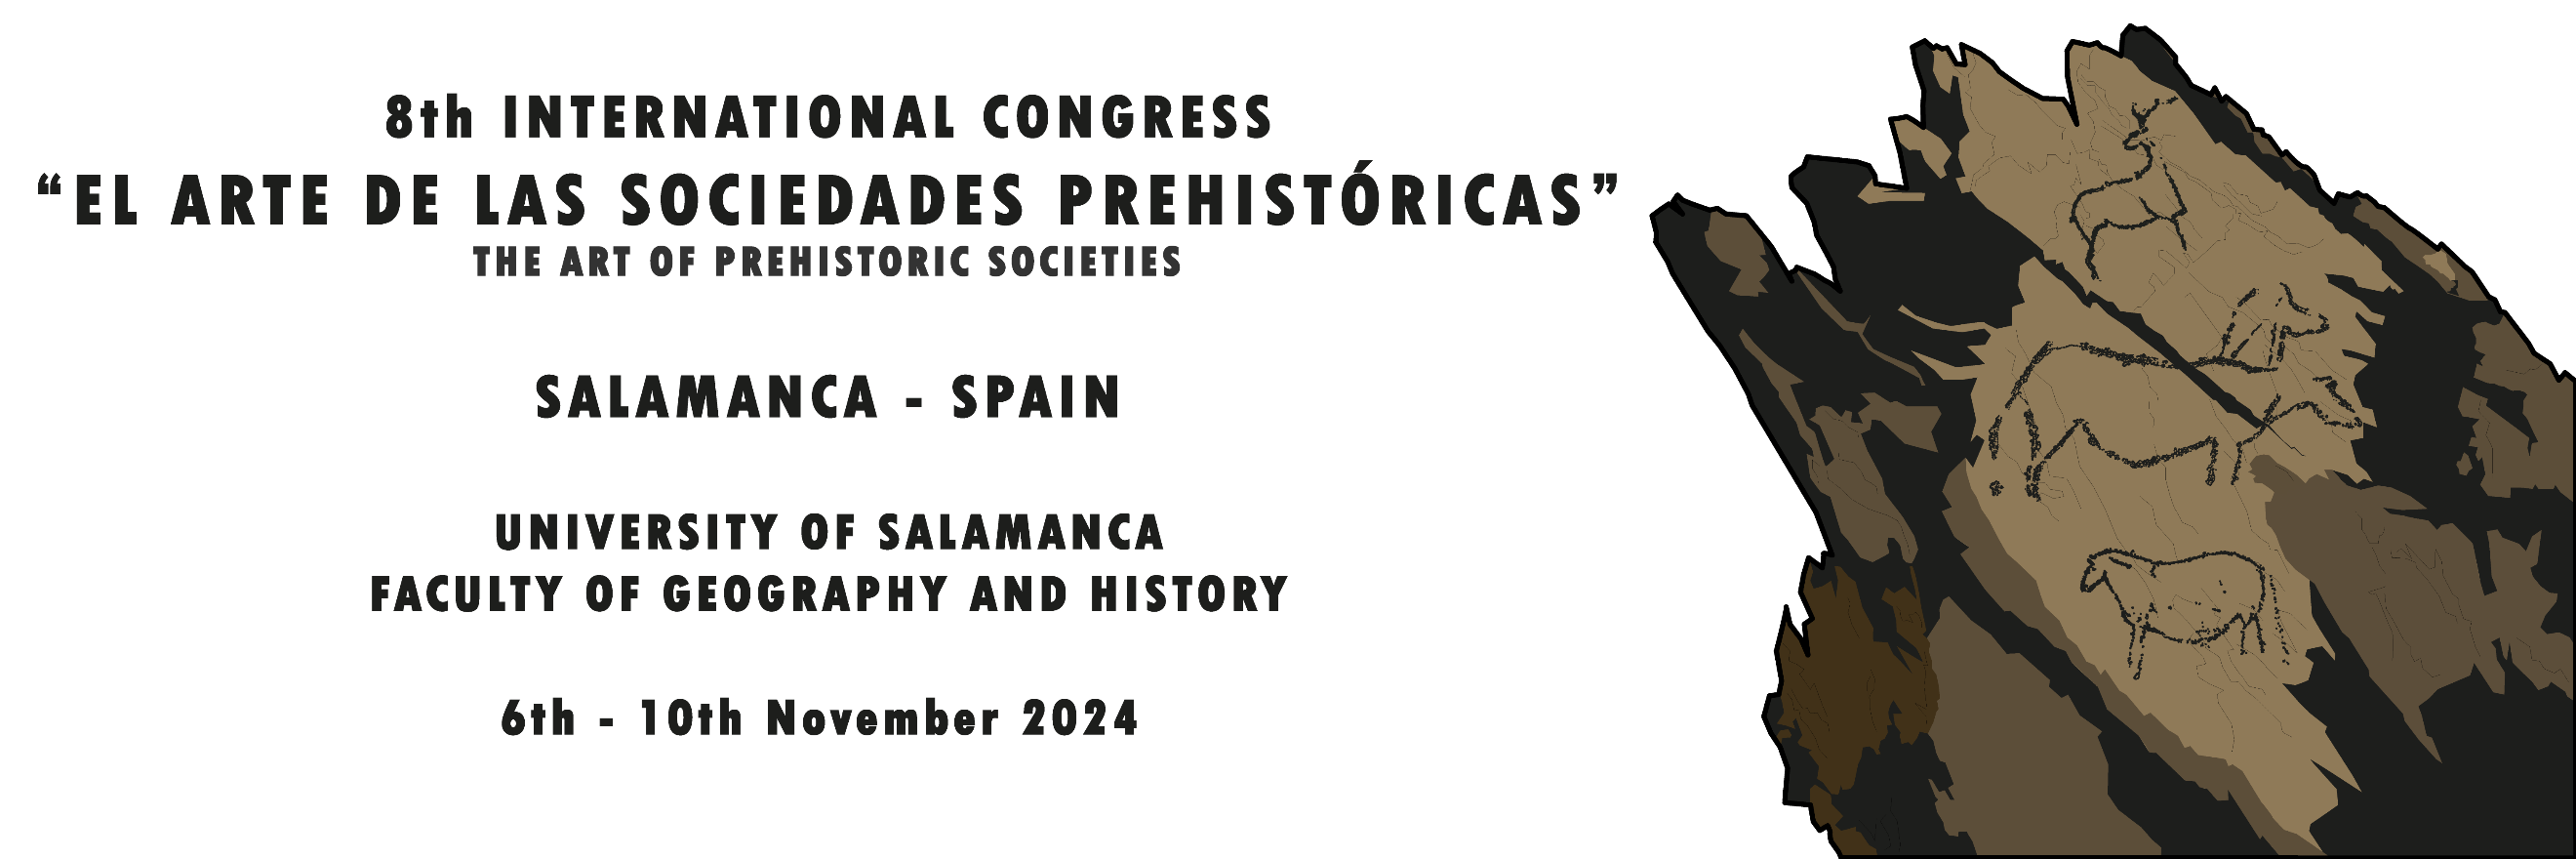 8th INTERNATIONAL CONGRESS
“EL ARTE DE LAS SOCIEDADES PREHISTÓRICAS”
THE ART OF PREHISTORIC SOCIETIES
SALAMANCA - SPAIN
UNIVERSITY OF SALAMANCA
FACULTY OF GEOGRAPHY AND HISTORY
6th - 10th November 2024